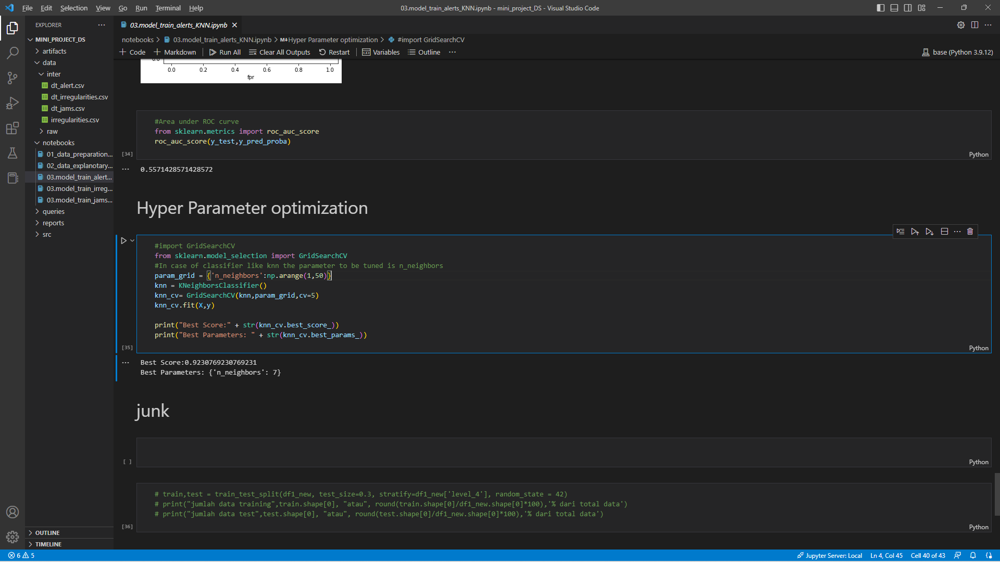 File Edit Selection View Go Run Terminal Help
03.model_train_alerts_KNN.ipynb - mini_project_DS - Visual Studio Code
EXPLORER
MINI_PROJECT_DS
artifacts
data
inter
dt_alert.csv
dt_irregularities.csv
dt_jams.csv
irregularities.csv
raw
notebooks
01_data_preparation...
02_data_explanotary...
03.model_train_alert...
03.model_train_irreg...
03.model_train_jams...
queries
reports
src
OUTLINE
TIMELINE
03.model_train_alerts_KNN.ipynb
notebooks > 03.model_train_alerts_KNN.ipynb > M↓Hyper Parameter optimization > #import GridSearchCV
+ Code + Markdown Run All Clear All Outputs Restart Variables Outline ...
base (Python 3.9.12)
0.0
0.0 0.2 0.4 0.6 0.8 1.0
fpr
#Area under ROC curve
from sklearn.metrics import roc_auc_score
roc_auc_score(y_test,y_pred_proba)
[34]
Python
0.5571428571428572
Hyper Parameter optimization
#import GridSearchCV
from sklearn.model_selection import GridSearchCV
#In case of classifier like knn the parameter to be tuned is n_neighbors
param_grid = {'n_neighbors':np.arange(1,50)}
knn = KNeighborsClassifier()
knn_cv= GridSearchCV(knn,param_grid,cv=5)
knn_cv.fit(X,y)
print("Best Score:" + str(knn_cv.best_score_))
print("Best Parameters: " + str(knn_cv.best_params_))
[35]
Python
Best Score:0.9230769230769231
Best Parameters: {'n_neighbors': 7}
junk
[ ]
Python
# train,test = train_test_split(df1_new, test_size=0.3, stratify=df1_new['level_4'], random_state = 42)
# print("jumlah data training",train.shape[0], "atau", round(train.shape[0]/df1_new.shape[0]*100),'% dari total data')
# print("jumlah data test",test.shape[0], "atau", round(test.shape[0]/df1_new.shape[0]*100),'% dari total data')
[36]
Python
6 5
Jupyter Server: Local Ln 4, Col 45 Cell 40 of 43